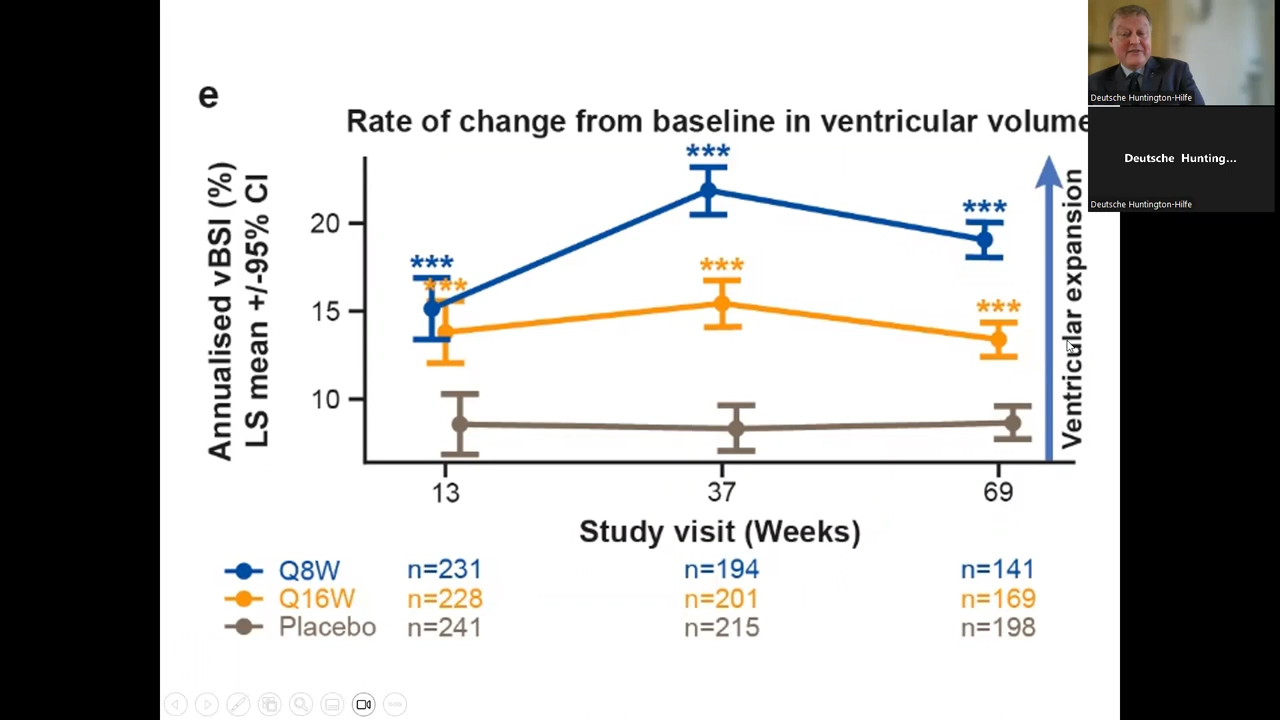 e
Rate of change from baseline in ventricular volume
Annualised vBSI (%)
LS mean +/-95% CI
20
15
10
***
***
***
***
***
***
Ventricular expansion
13
37
69
Study visit (Weeks)
Q8W n=231 n=194 n=141
Q16W n=228 n=201 n=169
Placebo n=241 n=215 n=198
Deutsche Huntington-Hilfe
Deutsche Hunting...
Deutsche Huntington-Hilfe